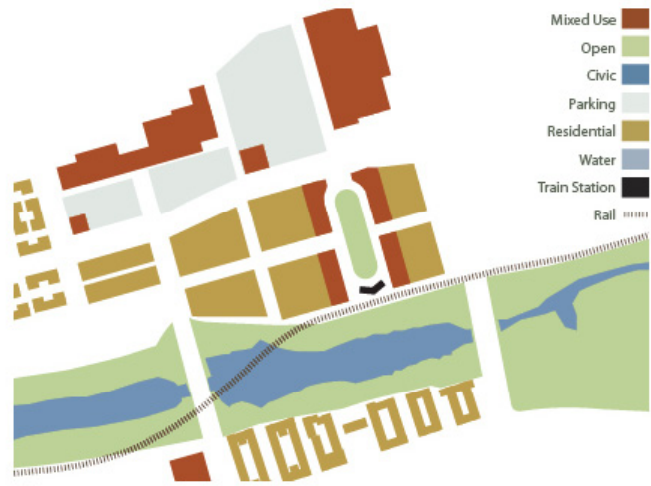 Mixed Use
Open
Civic
Parking
Residential
Water
Train Station
Rail